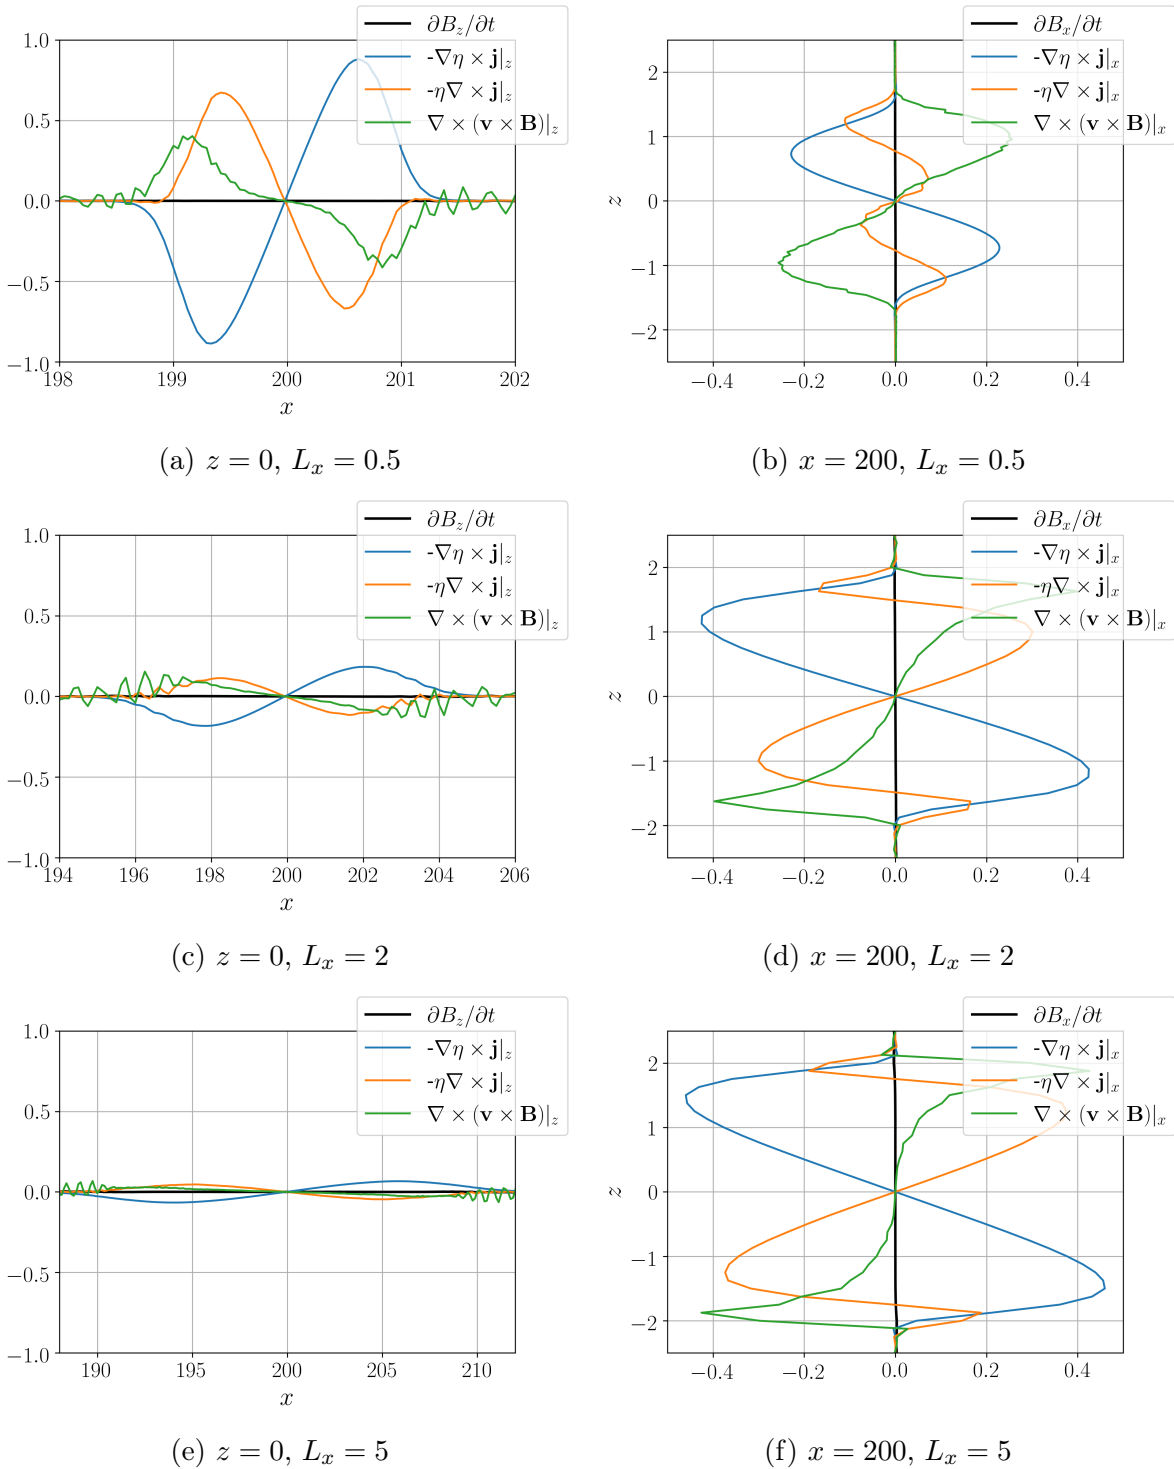 ∂B_z/∂t
-∇η × j|_z
-η∇ × j|_z
∇ × (v × B)|_z
1.0
0.5
0.0
−0.5
−1.0
198 199 200 201 202
x
(a) z = 0, L_x = 0.5
∂B_x/∂t
-∇η × j|_x
-η∇ × j|_x
∇ × (v × B)|_x
2
1
0
−1
−2
z
−0.4 −0.2 0.0 0.2 0.4
(b) x = 200, L_x = 0.5
∂B_z/∂t
-∇η × j|_z
-η∇ × j|_z
∇ × (v × B)|_z
1.0
0.5
0.0
−0.5
−1.0
194 196 198 200 202 204 206
x
(c) z = 0, L_x = 2
∂B_x/∂t
-∇η × j|_x
-η∇ × j|_x
∇ × (v × B)|_x
2
1
0
−1
−2
z
−0.4 −0.2 0.0 0.2 0.4
(d) x = 200, L_x = 2
∂B_z/∂t
-∇η × j|_z
-η∇ × j|_z
∇ × (v × B)|_z
1.0
0.5
0.0
−0.5
−1.0
190 195 200 205 210
x
(e) z = 0, L_x = 5
∂B_x/∂t
-∇η × j|_x
-η∇ × j|_x
∇ × (v × B)|_x
2
1
0
−1
−2
z
−0.4 −0.2 0.0 0.2 0.4
(f) x = 200, L_x = 5